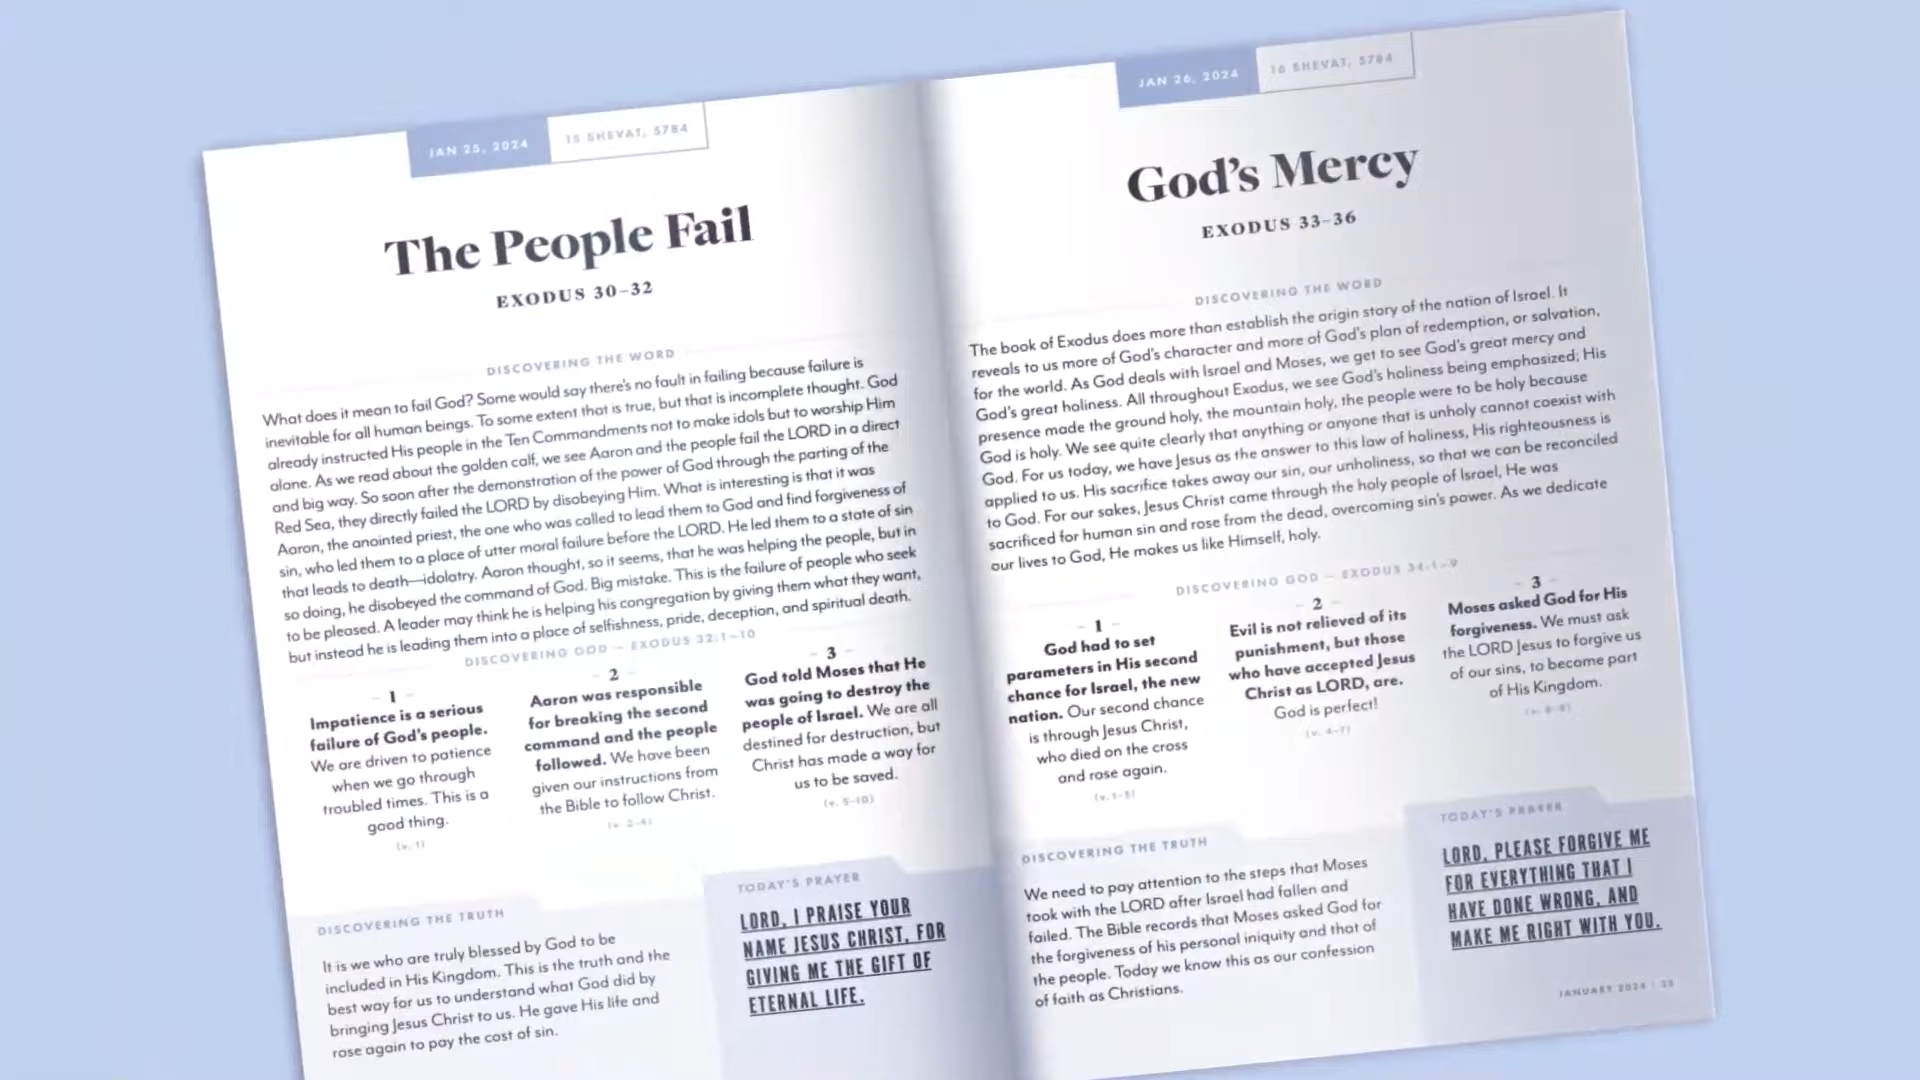 JAN 25, 2024
15 SHEVAT, 5784
The People Fail
EXODUS 30–32
DISCOVERING THE WORD
What does it mean to fail God? Some would say there's no fault in failing because failure is
inevitable for all human beings. To some extent that is true, but that is incomplete thought. God
already instructed His people in the Ten Commandments not to make idols but to worship Him
alone. As we read about the golden calf, we see Aaron and the people fail the LORD in a direct
and big way. So soon after the demonstration of the power of God through the parting of the
Red Sea, they directly failed the LORD by disobeying Him. What is interesting is that it was
Aaron, the anointed priest, the one who was called to lead them to God and find forgiveness of
sin, who led them to a place of utter moral failure before the LORD. He led them to a state of sin
that leads to death—idolatry. Aaron thought, so it seems, that he was helping the people, but in
so doing, he disobeyed the command of God. Big mistake. This is the failure of people who seek
to be pleased. A leader may think he is helping his congregation by giving them what they want,
but instead he is leading them into a place of selfishness, pride, deception, and spiritual death.
DISCOVERING GOD – EXODUS 32:1–10
1
Impatience is a serious
failure of God's people.
We are driven to patience
when we go through
troubled times. This is a
good thing.
(v. 1)
2
Aaron was responsible
for breaking the second
command and the people
followed. We have been
given our instructions from
the Bible to follow Christ.
(v. 2-4)
3
God told Moses that He
was going to destroy the
people of Israel. We are all
destined for destruction, but
Christ has made a way for
us to be saved.
(v. 5-10)
DISCOVERING THE TRUTH
It is we who are truly blessed by God to be
included in His Kingdom. This is the truth and the
best way for us to understand what God did by
bringing Jesus Christ to us. He gave His life and
rose again to pay the cost of sin.
TODAY'S PRAYER
LORD, I PRAISE YOUR
NAME JESUS CHRIST, FOR
GIVING ME THE GIFT OF
ETERNAL LIFE.
JAN 26, 2024
16 SHEVAT, 5784
God's Mercy
EXODUS 33–36
DISCOVERING THE WORD
The book of Exodus does more than establish the origin story of the nation of Israel. It
reveals to us more of God's character and more of God's plan of redemption, or salvation,
for the world. As God deals with Israel and Moses, we get to see God's great mercy and
God's great holiness. All throughout Exodus, we see God's holiness being emphasized; His
presence made the ground holy, the mountain holy, the people were to be holy because
God is holy. We see quite clearly that anything or anyone that is unholy cannot coexist with
God. For us today, we have Jesus as the answer to this law of holiness, His righteousness is
applied to us. His sacrifice takes away our sin, our unholiness, so that we can be reconciled
to God. For our sakes, Jesus Christ came through the holy people of Israel, He was
sacrificed for human sin and rose from the dead, overcoming sin's power. As we dedicate
our lives to God, He makes us like Himself, holy.
DISCOVERING GOD – EXODUS 34:1–9
1
God had to set
parameters in His second
chance for Israel, the new
nation. Our second chance
is through Jesus Christ,
who died on the cross
and rose again.
2
Evil is not relieved of its
punishment, but those
who have accepted Jesus
Christ as LORD, are.
God is perfect!
(v. 4-7)
3
Moses asked God for His
forgiveness. We must ask
the LORD Jesus to forgive us
of our sins, to become part
of His Kingdom.
DISCOVERING THE TRUTH
We need to pay attention to the steps that Moses
took with the LORD after Israel had fallen and
failed. The Bible records that Moses asked God for
the forgiveness of his personal iniquity and that of
the people. Today we know this as our confession
of faith as Christians.
TODAY'S PRAYER
LORD, PLEASE FORGIVE ME
FOR EVERYTHING THAT I
HAVE DONE WRONG, AND
MAKE ME RIGHT WITH YOU.
JANUARY 2024